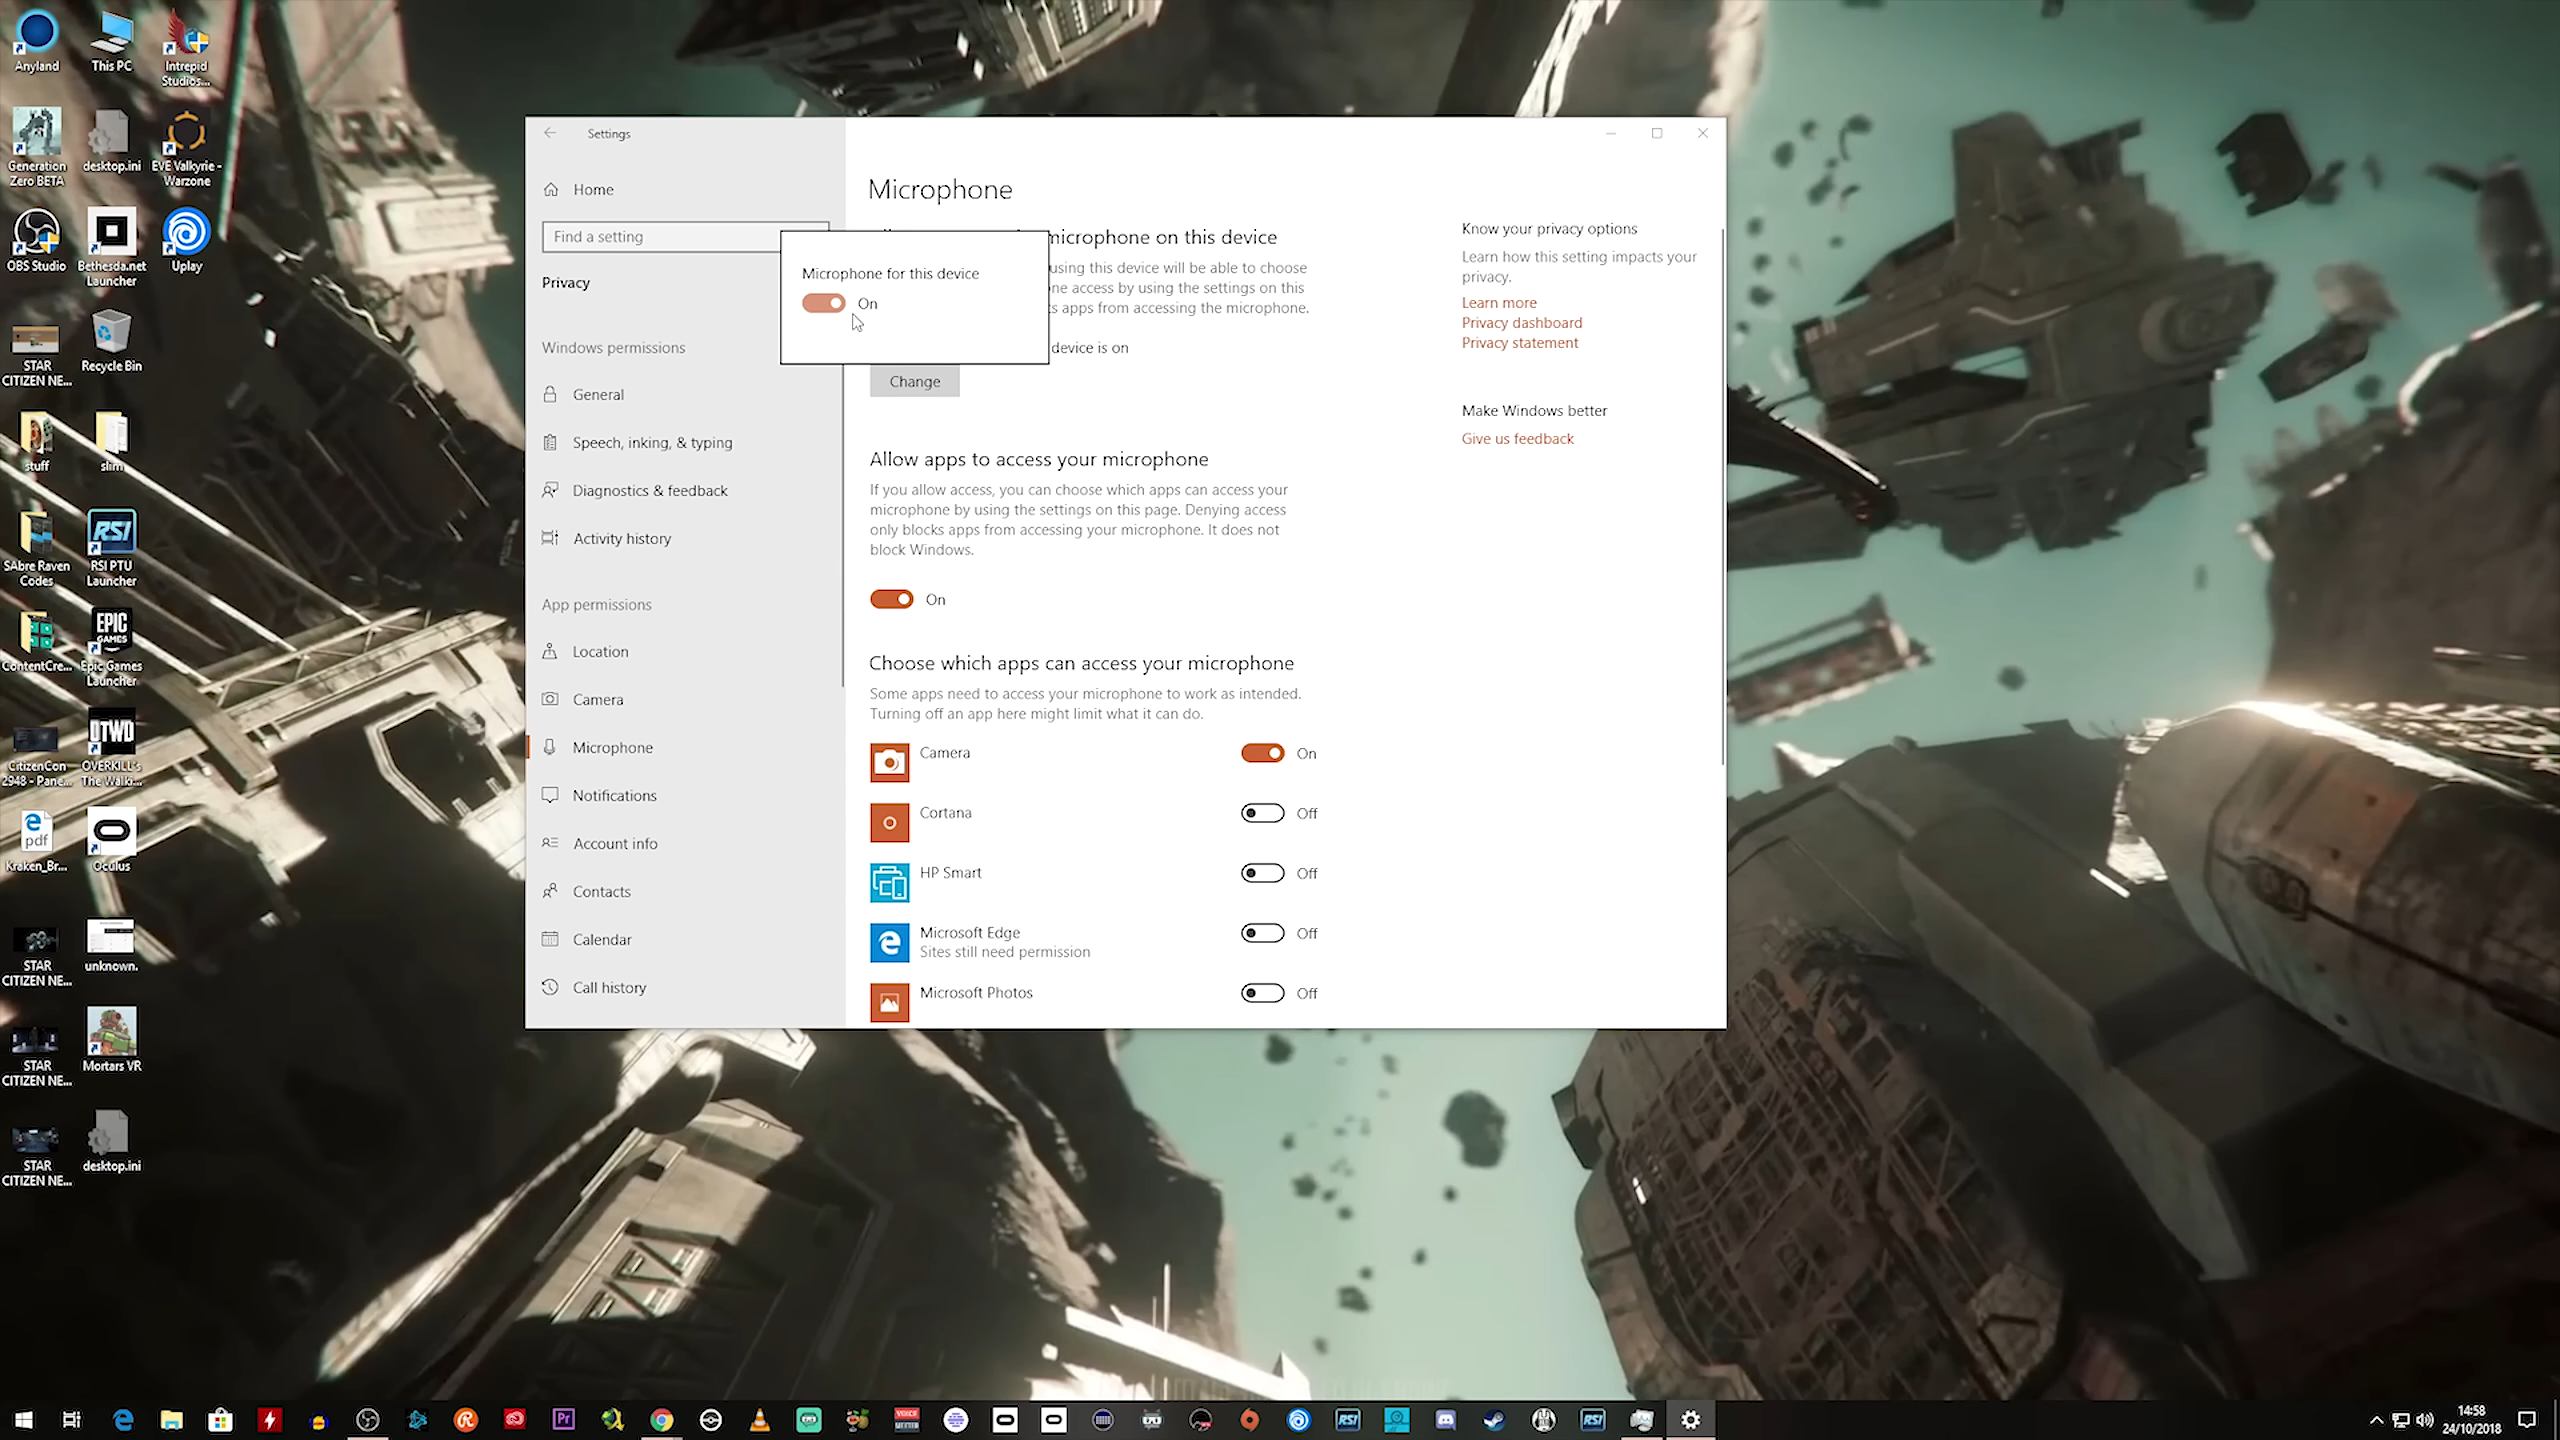 Anyland
This PC
Intrepid
Studios...
Generation
Zero BETA
desktop.ini
EVE Valkyrie -
Warzone
OBS Studio
Bethesda.net
Launcher
Uplay
STAR
CITIZEN NE...
Recycle Bin
stuff
slim
SAbre Raven
Codes
RSI
RSI PTU
Launcher
ContentCre...
EPIC
GAMES
Epic Games
Launcher
CitizenCon
2948 - Pane...
OTWD
OVERKILL's
The Walki...
pdf
Kraken_Br...
Oculus
STAR
CITIZEN NE...
unknown.
STAR
CITIZEN NE...
Mortars VR
STAR
CITIZEN NE...
desktop.ini
Settings
Home
Find a setting
Privacy
Windows permissions
General
Speech, inking, & typing
Diagnostics & feedback
Activity history
App permissions
Location
Camera
Microphone
Notifications
Account info
Contacts
Calendar
Call history
Microphone
microphone on this device
Microphone for this device
On
using this device will be able to choose
ne access by using the settings on this
s apps from accessing the microphone.
device is on
Change
Allow apps to access your microphone
If you allow access, you can choose which apps can access your
microphone by using the settings on this page. Denying access
only blocks apps from accessing your microphone. It does not
block Windows.
On
Choose which apps can access your microphone
Some apps need to access your microphone to work as intended.
Turning off an app here might limit what it can do.
Camera
On
Cortana
Off
HP Smart
Off
Microsoft Edge
Sites still need permission
Off
Microsoft Photos
Off
Know your privacy options
Learn how this setting impacts your
privacy.
Learn more
Privacy dashboard
Privacy statement
Make Windows better
Give us feedback
Pr
RSI
RSI
14:58
24/10/2018